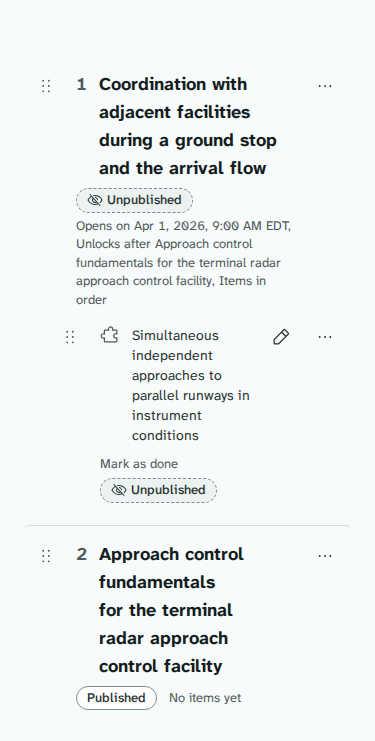 1 Coordination with
adjacent facilities
during a ground stop
and the arrival flow
Unpublished
Opens on Apr 1, 2026, 9:00 AM EDT,
Unlocks after Approach control
fundamentals for the terminal radar
approach control facility, Items in
order
Simultaneous
independent
approaches to
parallel runways in
instrument
conditions
Mark as done
Unpublished
2 Approach control
fundamentals
for the terminal
radar approach
control facility
Published No items yet